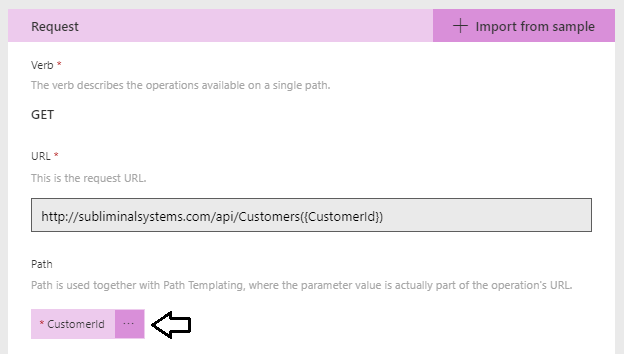 Request
+ Import from sample
Verb *
The verb describes the operations available on a single path.
GET
URL *
This is the request URL.
http://subliminalsystems.com/api/Customers({CustomerId})
Path
Path is used together with Path Templating, where the parameter value is actually part of the operation's URL.
* CustomerId ...